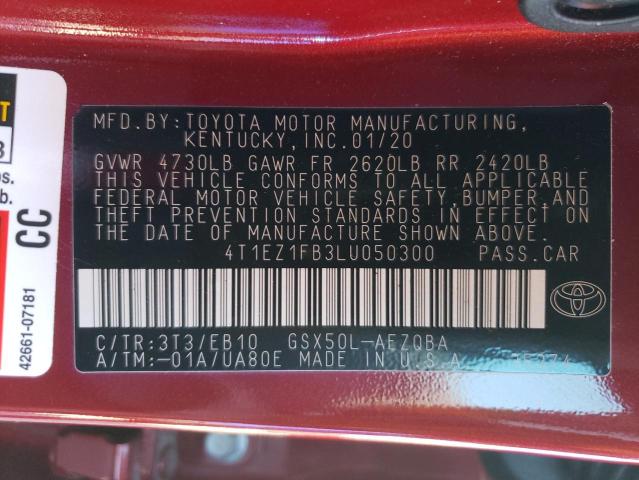 MFD.BY:TOYOTA MOTOR MANUFACTURING,
KENTUCKY,INC.01/20
GVWR 4730LB GAWR FR 2620LB RR 2420LB
THIS VEHICLE CONFORMS TO ALL APPLICABLE
FEDERAL MOTOR VEHICLE SAFETY,BUMPER,AND
THEFT PREVENTION STANDARDS IN EFFECT ON
THE DATE OF MANUFACTURE SHOWN ABOVE.
4T1EZ1FB3LU050300 PASS.CAR
C/TR:3T3/EB10 GSX50L-AEZQBA
A/TM:-01A/UA80E MADE IN U.S.A.
CC
42661-07181